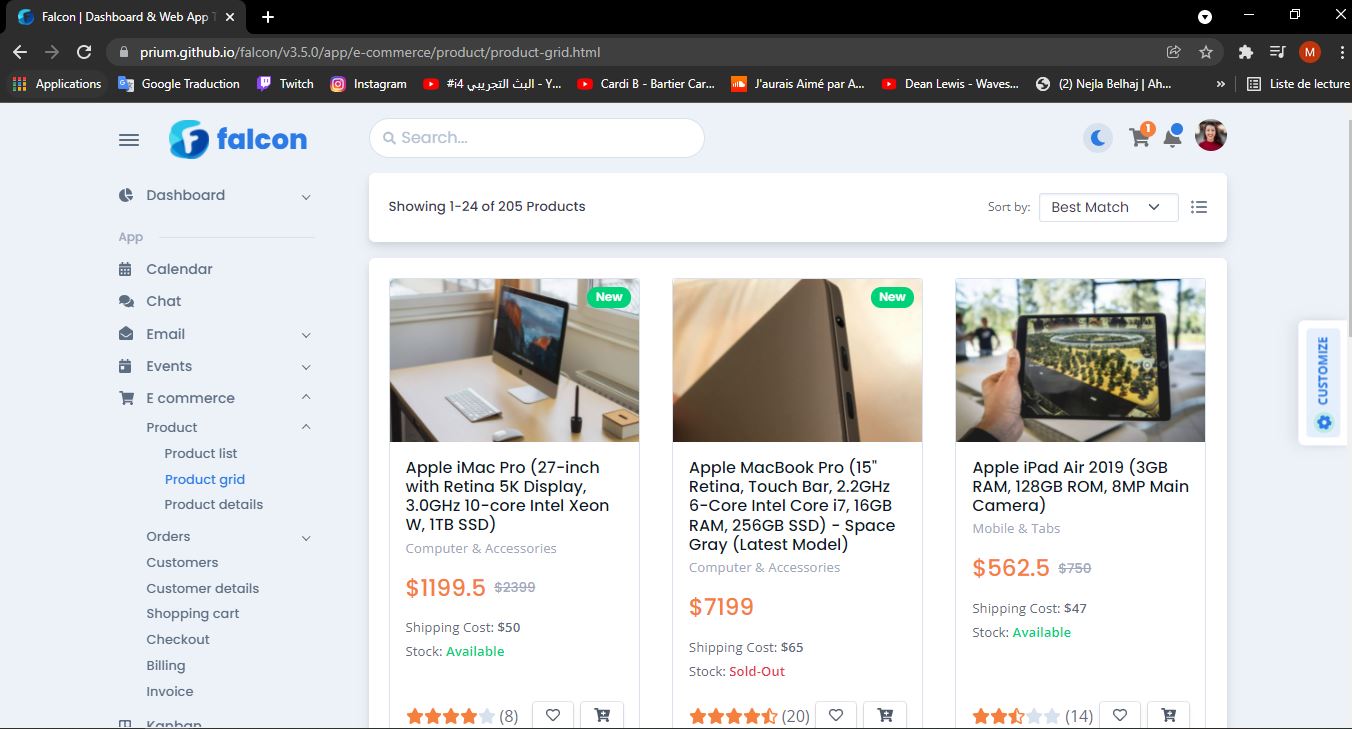 Falcon | Dashboard & Web App T
prium.github.io/falcon/v3.5.0/app/e-commerce/product/product-grid.html
M
Applications
Google Traduction
Twitch
Instagram
#i4 البث التجريبي - Y...
Cardi B - Bartier Car...
J'aurais Aimé par A...
Dean Lewis - Waves...
(2) Nejla Belhaj | Ah...
»
Liste de lecture
falcon
Search...
1
Dashboard
App
Calendar
Chat
Email
Events
E commerce
Product
Product list
Product grid
Product details
Orders
Customers
Customer details
Shopping cart
Checkout
Billing
Invoice
Kanban
Showing 1-24 of 205 Products
Sort by:
Best Match
New
Apple iMac Pro (27-inch
with Retina 5K Display,
3.0GHz 10-core Intel Xeon
W, 1TB SSD)
Computer & Accessories
$1199.5 $2399
Shipping Cost: $50
Stock: Available
(8)
New
Apple MacBook Pro (15"
Retina, Touch Bar, 2.2GHz
6-Core Intel Core i7, 16GB
RAM, 256GB SSD) - Space
Gray (Latest Model)
Computer & Accessories
$7199
Shipping Cost: $65
Stock: Sold-Out
(20)
Apple iPad Air 2019 (3GB
RAM, 128GB ROM, 8MP Main
Camera)
Mobile & Tabs
$562.5 $750
Shipping Cost: $47
Stock: Available
(14)
CUSTOMIZE